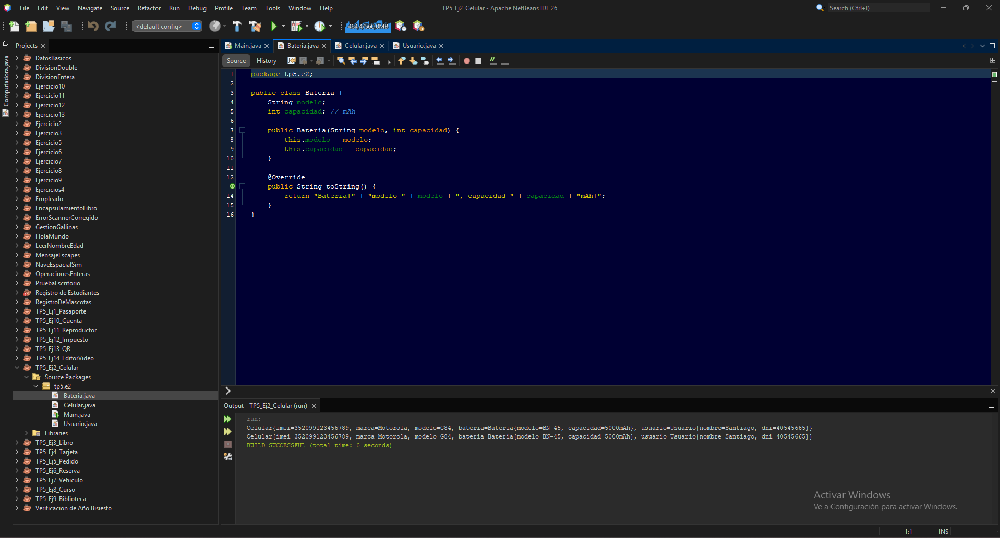 File Edit View Navigate Source Refactor Run Debug Profile Team Tools Window Help
TP5_Ej2_Celular - Apache NetBeans IDE 26
Search (Ctrl+I)
<default config>
464,4/560,0MB
Computadora.java
Projects
DatosBasicos
DivisionDouble
DivisionEntera
Ejercicio10
Ejercicio11
Ejercicio12
Ejercicio13
Ejercicio2
Ejercicio3
Ejercicio5
Ejercicio6
Ejercicio7
Ejercicio8
Ejercicio9
Ejercicios4
Empleado
EncapsulamientoLibro
ErrorScannerCorregido
GestionGallinas
HolaMundo
LeerNombreEdad
MensajeEscapes
NaveEspacialSim
OperacionesEnteras
PruebaEscritorio
Registro de Estudiantes
RegistroDeMascotas
TP5_Ej1_Pasaporte
TP5_Ej10_Cuenta
TP5_Ej11_Reproductor
TP5_Ej12_Impuesto
TP5_Ej13_QR
TP5_Ej14_EditorVideo
TP5_Ej2_Celular
Source Packages
tp5.e2
Bateria.java
Celular.java
Main.java
Usuario.java
Libraries
TP5_Ej3_Libro
TP5_Ej4_Tarjeta
TP5_Ej5_Pedido
TP5_Ej6_Reserva
TP5_Ej7_Vehiculo
TP5_Ej8_Curso
TP5_Ej9_Biblioteca
Verificacion de Año Bisiesto
Main.java Bateria.java Celular.java Usuario.java
Source History
1 package tp5.e2;
2
3 public class Bateria {
4 String modelo;
5 int capacidad; // mAh
6
7 public Bateria(String modelo, int capacidad) {
8 this.modelo = modelo;
9 this.capacidad = capacidad;
10 }
11
12 @Override
public String toString() {
14 return "Bateria{" + "modelo=" + modelo + ", capacidad=" + capacidad + "mAh}";
15 }
16 }
Output - TP5_Ej2_Celular (run)
run:
Celular{imei=352099123456789, marca=Motorola, modelo=G84, bateria=Bateria{modelo=BN-45, capacidad=5000mAh}, usuario=Usuario{nombre=Santiago, dni=40545665}}
Celular{imei=352099123456789, marca=Motorola, modelo=G84, bateria=Bateria{modelo=BN-45, capacidad=5000mAh}, usuario=Usuario{nombre=Santiago, dni=40545665}}
BUILD SUCCESSFUL (total time: 0 seconds)
Activar Windows
Ve a Configuración para activar Windows.
1:1 INS